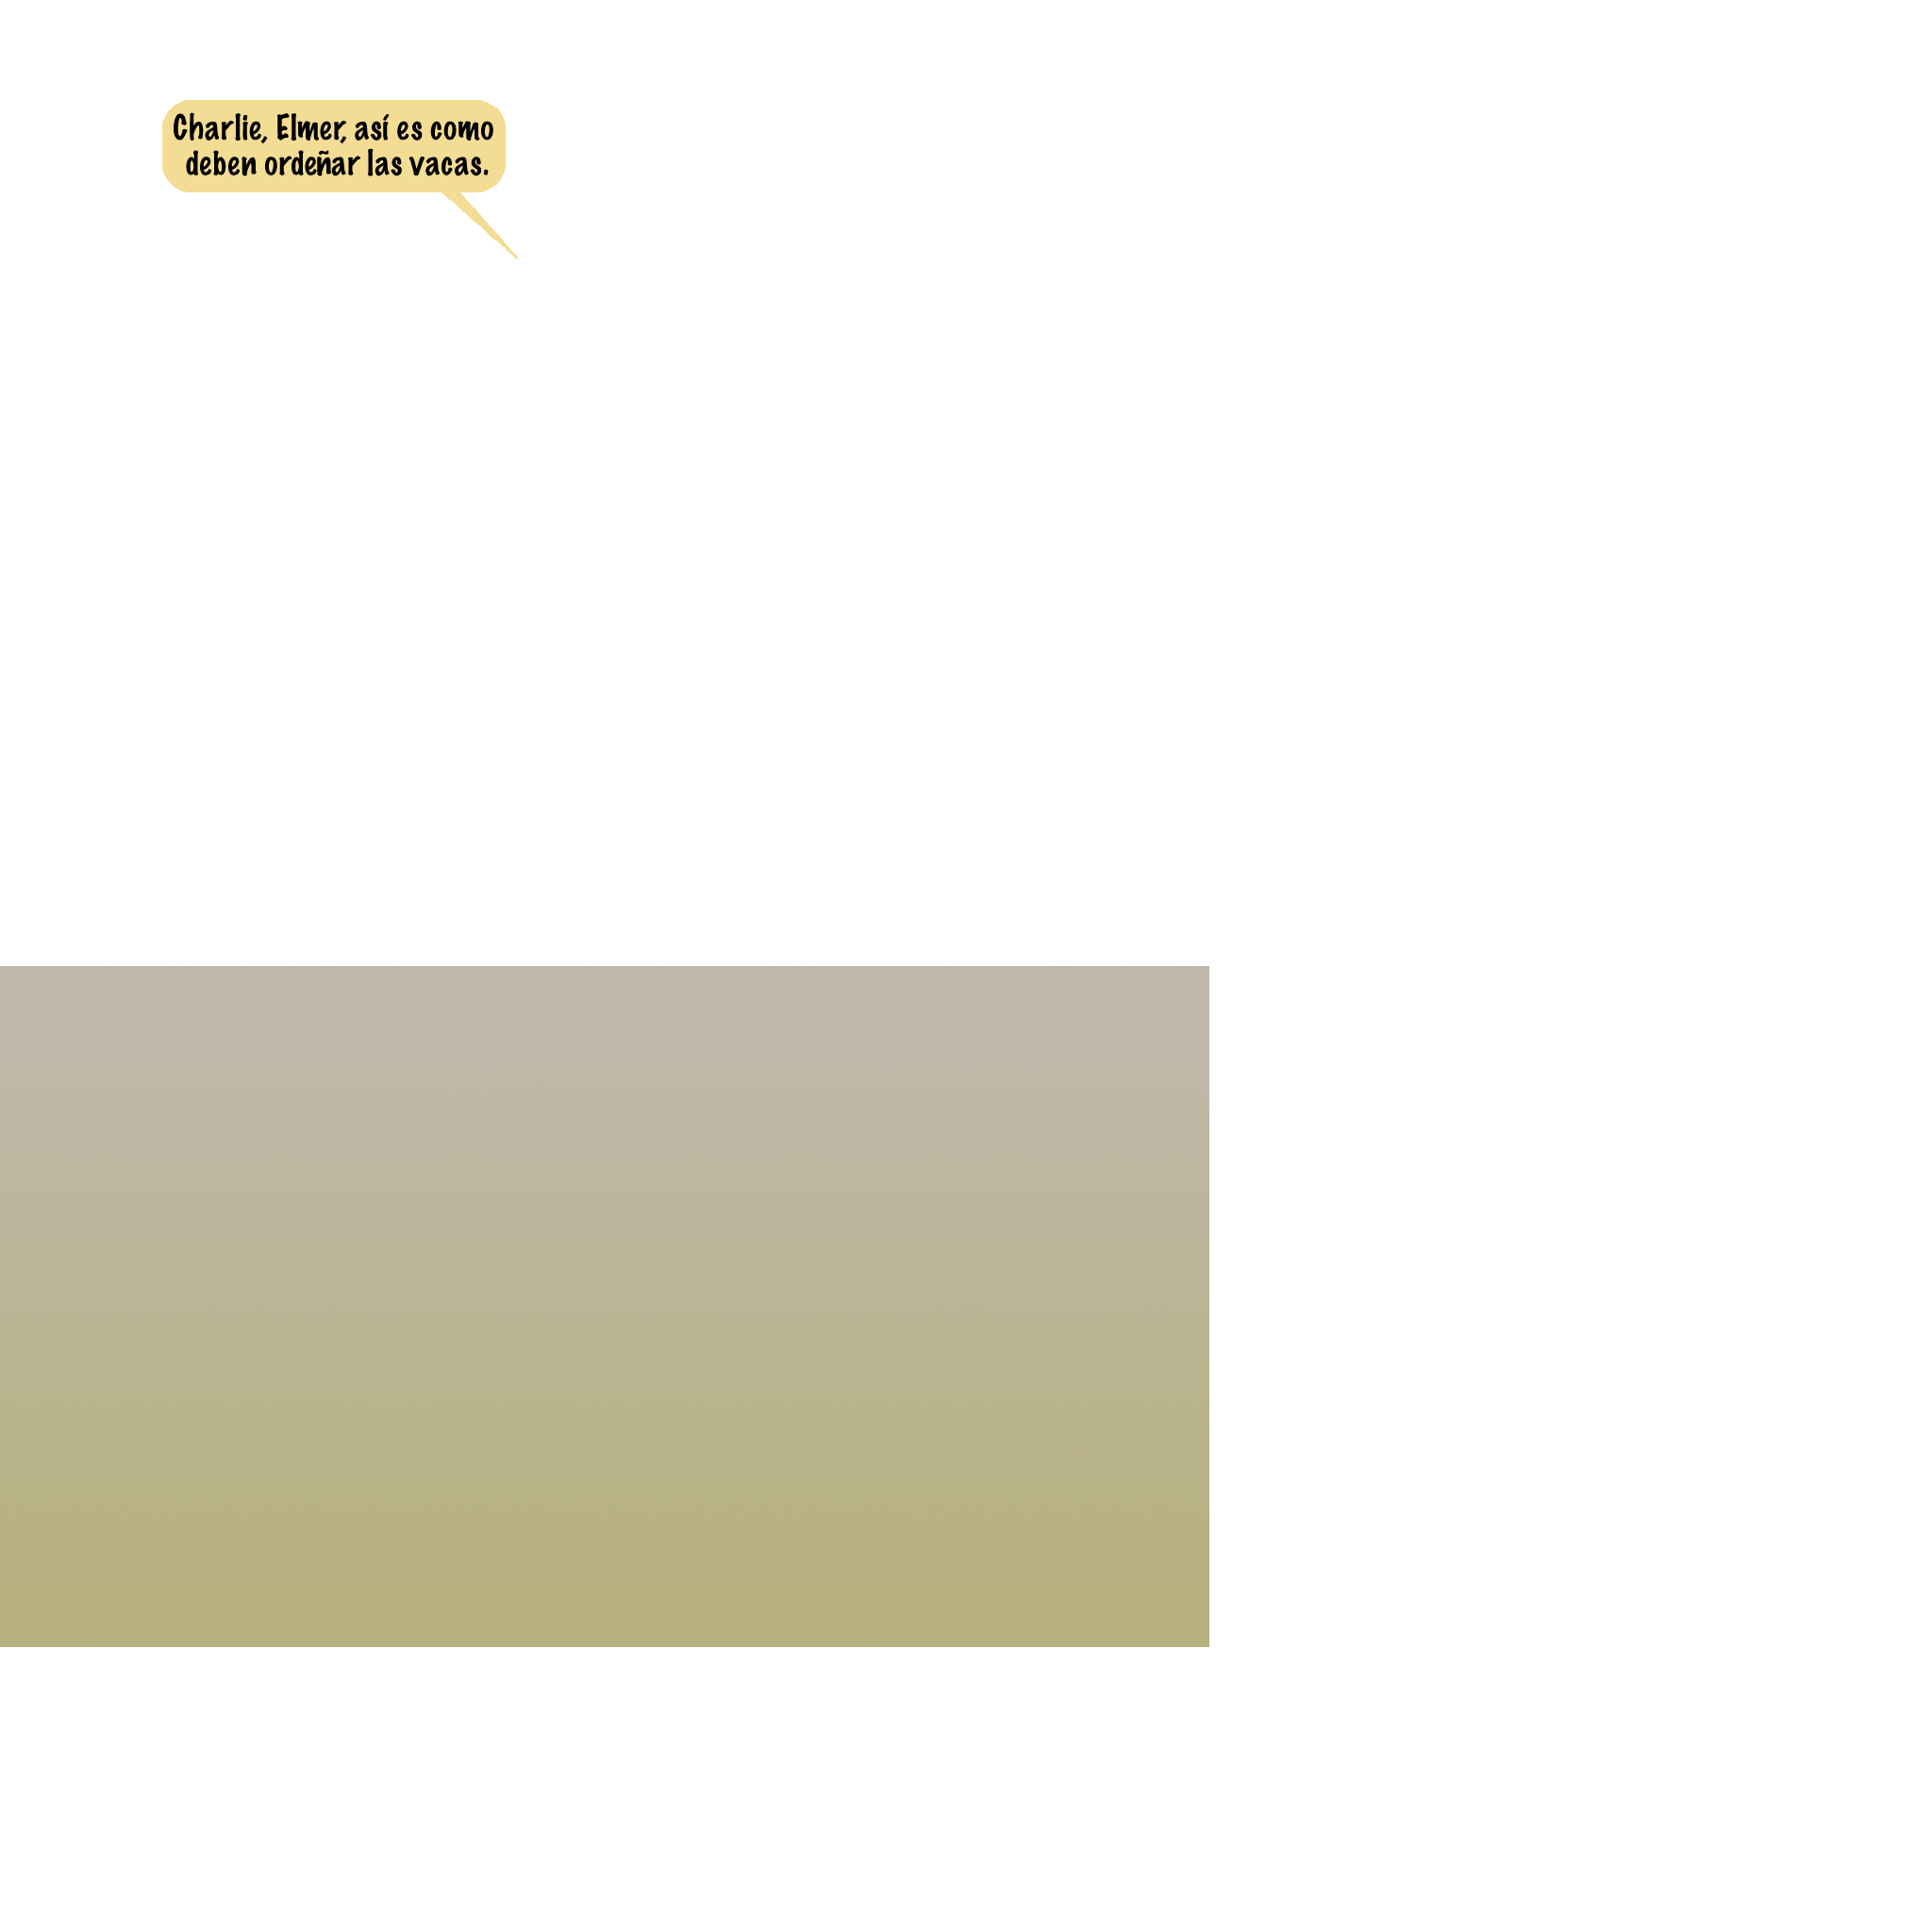 Charlie, Elmer, así es como
deben ordeñar las vacas.